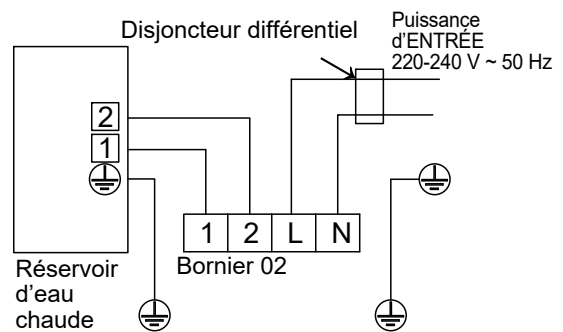 Disjoncteur différentiel
Puissance
d'ENTRÉE
220-240 V ~ 50 Hz
2
1
1 2 L N
Bornier 02
Réservoir
d'eau
chaude